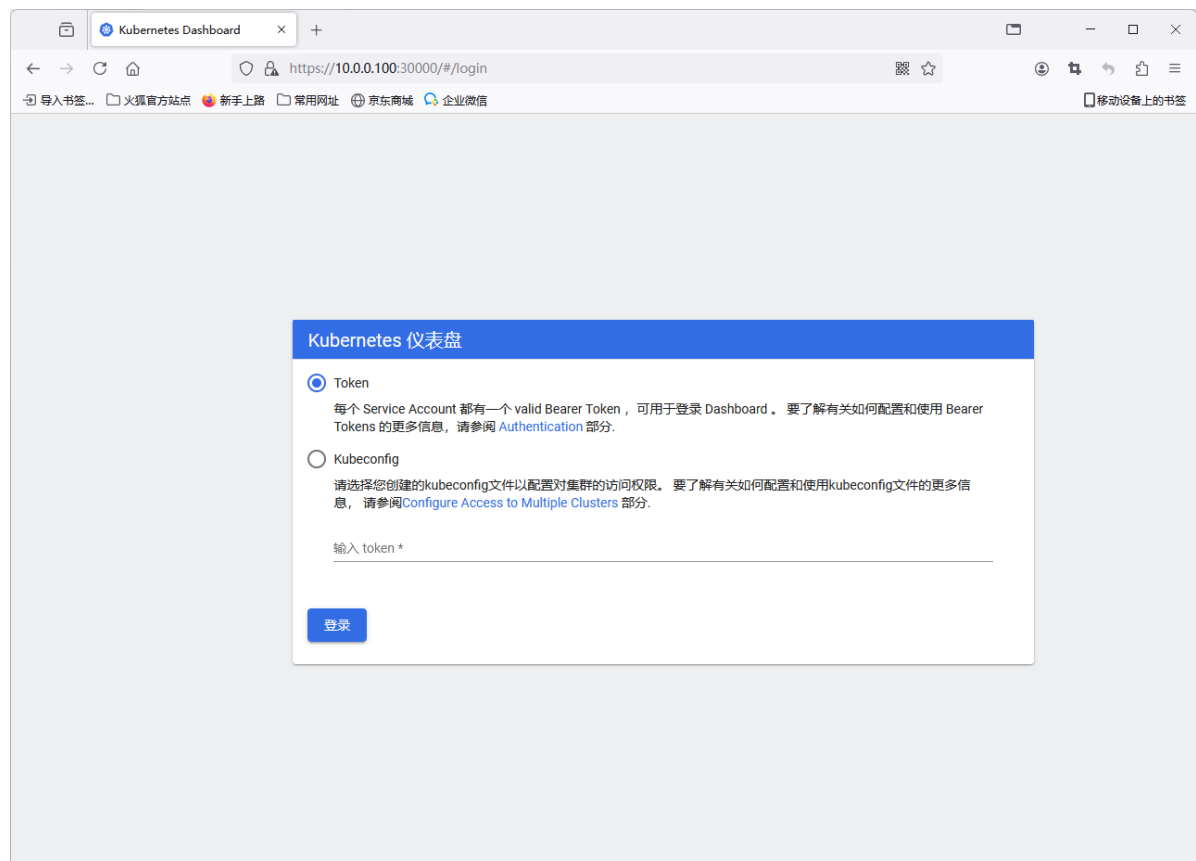 Kubernetes Dashboard
https://10.0.0.100:30000/#/login
导入书签... 火狐官方站点 新手上路 常用网址 京东商城 企业微信 移动设备上的书签
Kubernetes 仪表盘
Token
每个 Service Account 都有一个 valid Bearer Token ，可用于登录 Dashboard 。 要了解有关如何配置和使用 Bearer
Tokens 的更多信息，请参阅 Authentication 部分.
Kubeconfig
请选择您创建的kubeconfig文件以配置对集群的访问权限。 要了解有关如何配置和使用kubeconfig文件的更多信
息， 请参阅Configure Access to Multiple Clusters 部分.
输入 token *
登录